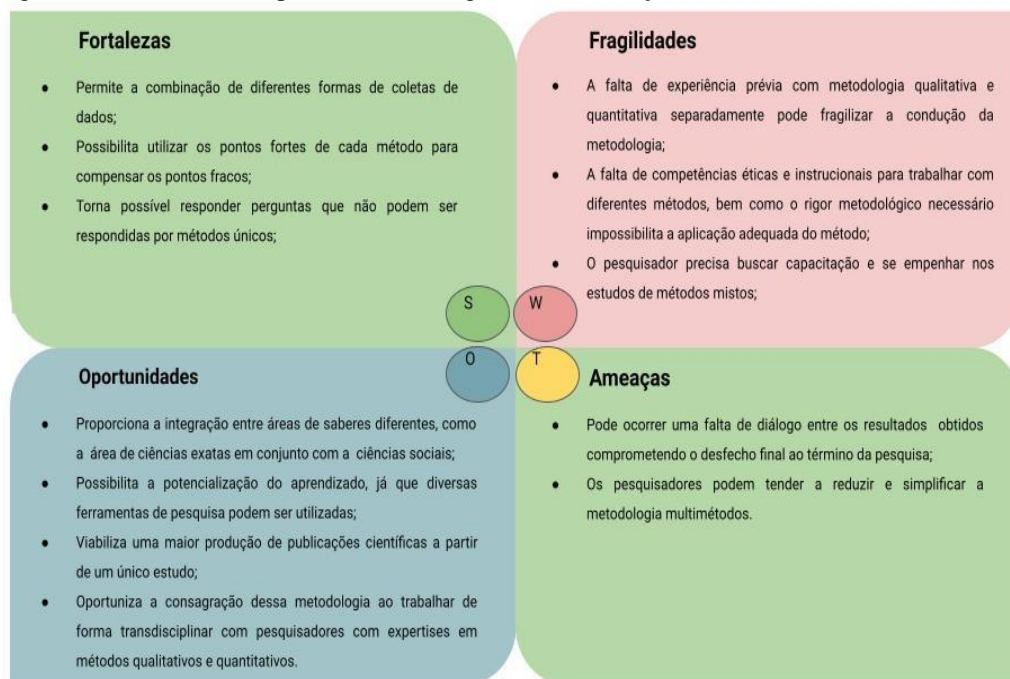 Fortalezas
● Permite a combinação de diferentes formas de coletas de
dados;
● Possibilita utilizar os pontos fortes de cada método para
compensar os pontos fracos;
● Torna possível responder perguntas que não podem ser
respondidas por métodos únicos;
Fragilidades
● A falta de experiência prévia com metodologia qualitativa e
quantitativa separadamente pode fragilizar a condução da
metodologia;
● A falta de competências éticas e instrucionais para trabalhar com
diferentes métodos, bem como o rigor metodológico necessário
impossibilita a aplicação adequada do método;
● O pesquisador precisa buscar capacitação e se empenhar nos
estudos de métodos mistos;
S
W
O
T
Oportunidades
● Proporciona a integração entre áreas de saberes diferentes, como
a área de ciências exatas em conjunto com a ciências sociais;
● Possibilita a potencialização do aprendizado, já que diversas
ferramentas de pesquisa podem ser utilizadas;
● Viabiliza uma maior produção de publicações científicas a partir
de um único estudo;
● Oportuniza a consagração dessa metodologia ao trabalhar de
forma transdisciplinar com pesquisadores com expertises em
métodos qualitativos e quantitativos.
Ameaças
● Pode ocorrer uma falta de diálogo entre os resultados obtidos
comprometendo o desfecho final ao término da pesquisa;
● Os pesquisadores podem tender a reduzir e simplificar a
metodologia multimétodos.